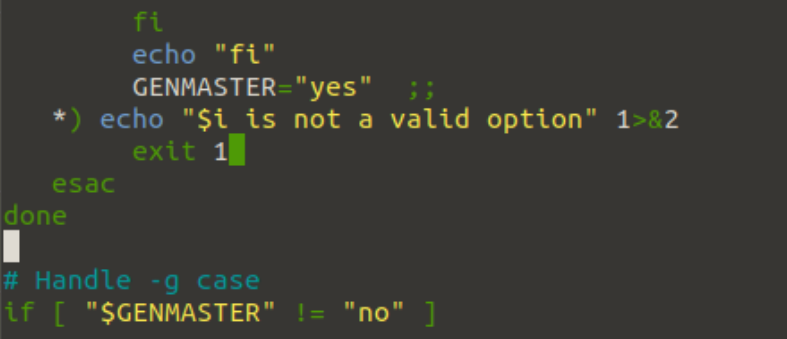 fi
echo "fi"
GENMASTER="yes"  ;;
*) echo "$i is not a valid option" 1>&2
exit 1
esac
done
# Handle -g case
if [ "$GENMASTER" != "no" ]